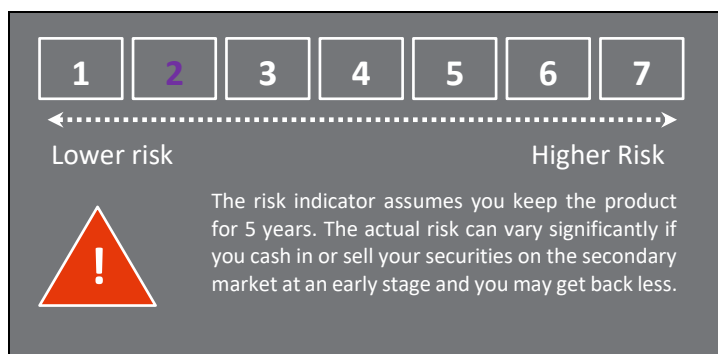 1 2 3 4 5 6 7
Lower risk Higher Risk
The risk indicator assumes you keep the product
for 5 years. The actual risk can vary significantly if
you cash in or sell your securities on the secondary
market at an early stage and you may get back less.
!